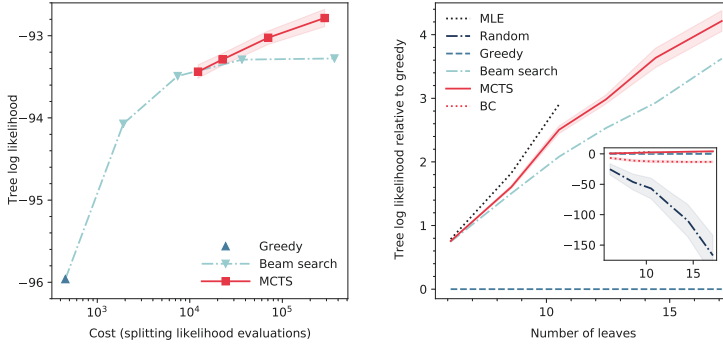 −93
−94
−95
−96
Tree log likelihood
10³
10⁴
10⁵
Cost (splitting likelihood evaluations)
Greedy
Beam search
MCTS
4
3
2
1
0
Tree log likelihood relative to greedy
10
15
Number of leaves
MLE
Random
Greedy
Beam search
MCTS
BC
0
−50
−100
−150
10
15